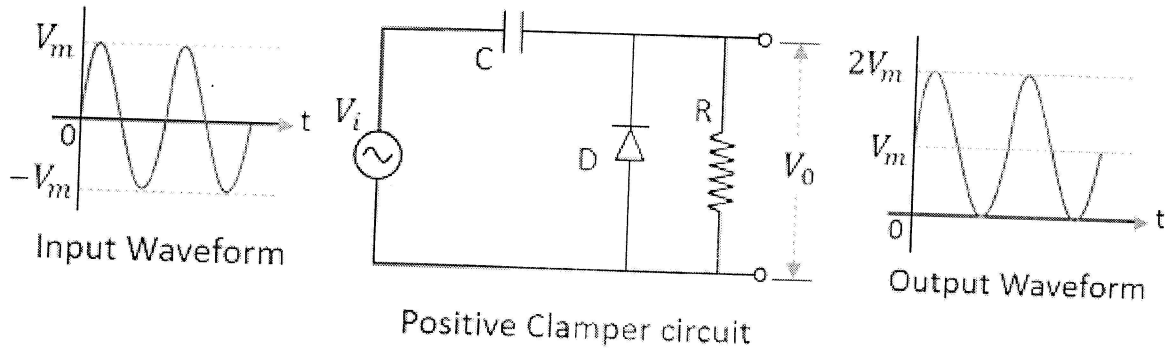 V_m
0
t
−V_m
Input Waveform
V_i
C
D
R
V_0
Positive Clamper circuit
2V_m
V_m
0
t
Output Waveform